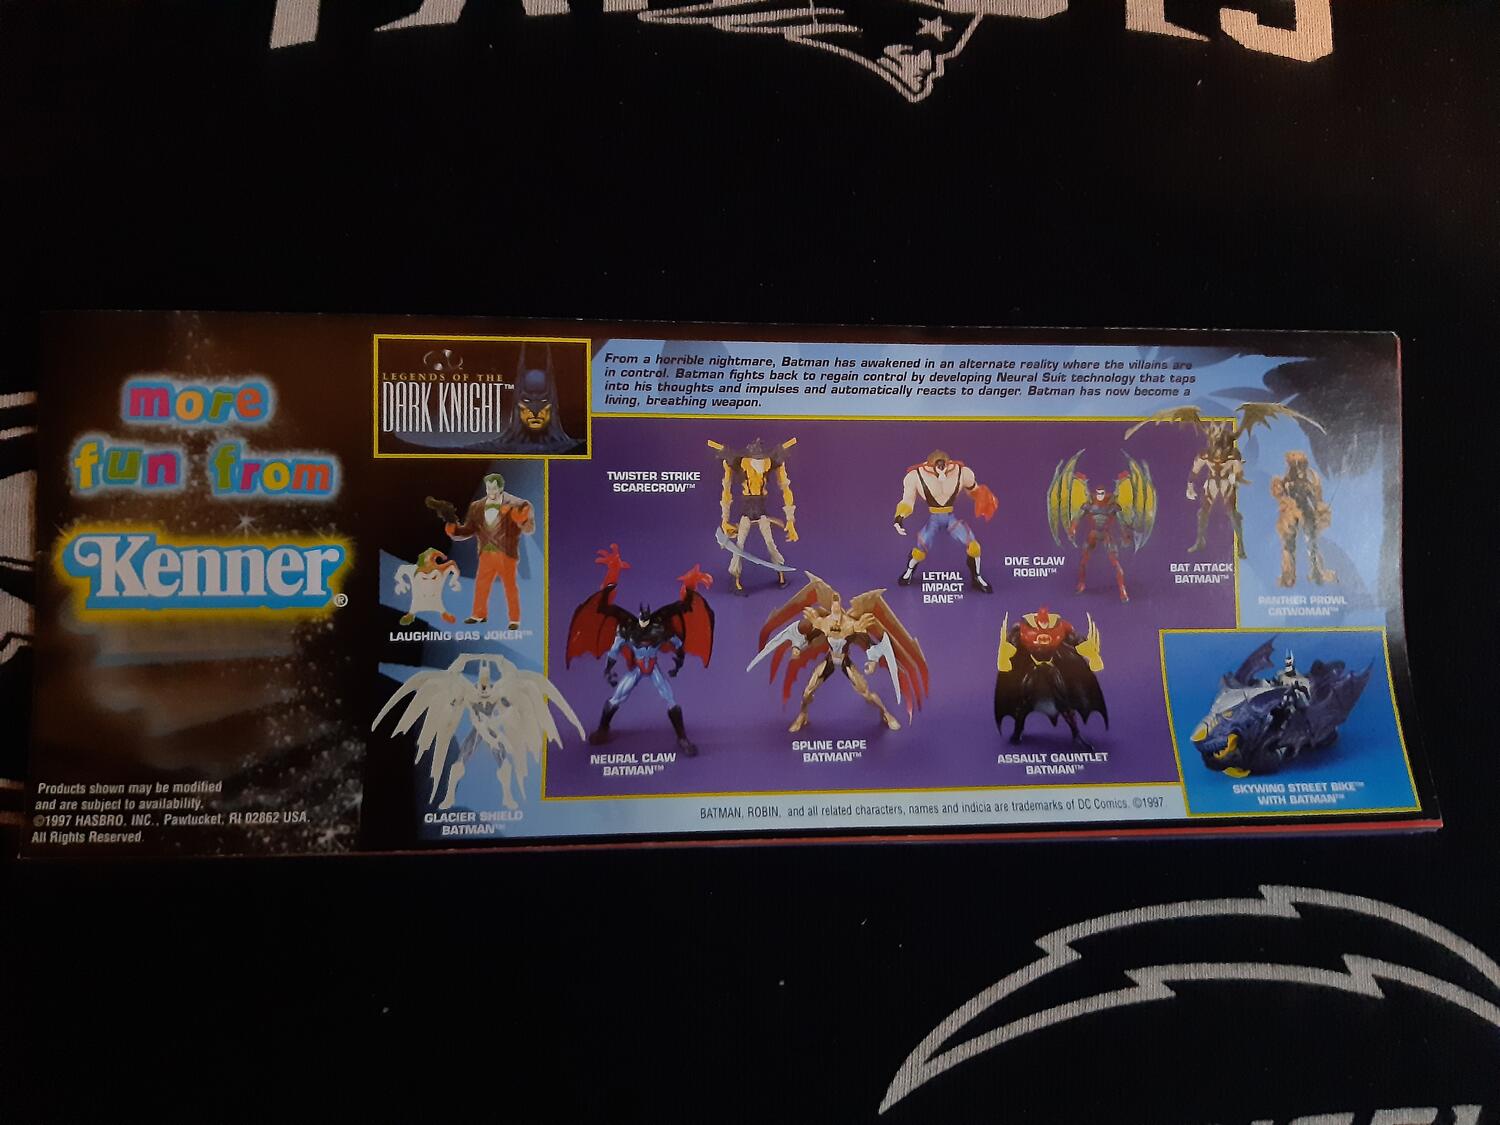 more
fun from
Kenner®
Products shown may be modified
and are subject to availability.
©1997 HASBRO, INC., Pawtucket, RI 02862 USA.
All Rights Reserved.
LEGENDS OF THE
DARK KNIGHT™
From a horrible nightmare, Batman has awakened in an alternate reality where the villains are
in control. Batman fights back to regain control by developing Neural Suit technology that taps
into his thoughts and impulses and automatically reacts to danger. Batman has now become a
living, breathing weapon.
TWISTER STRIKE
SCARECROW™
LETHAL
IMPACT
BANE™
DIVE CLAW
ROBIN™
BAT ATTACK
BATMAN™
PANTHER PROWL
CATWOMAN™
LAUGHING GAS JOKER™
GLACIER SHIELD
BATMAN™
NEURAL CLAW
BATMAN™
SPLINE CAPE
BATMAN™
ASSAULT GAUNTLET
BATMAN™
SKYWING STREET BIKE™
WITH BATMAN™
BATMAN, ROBIN, and all related characters, names and indicia are trademarks of DC Comics. ©1997